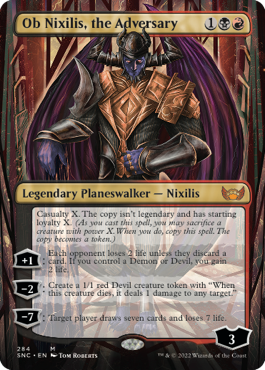 Ob Nixilis, the Adversary 1
Legendary Planeswalker — Nixilis
Casualty X. The copy isn't legendary and has starting
loyalty X. (As you cast this spell, you may sacrifice a
creature with power X. When you do, copy this spell. The
copy becomes a token.)
+1 Each opponent loses 2 life unless they discard
a card. If you control a Demon or Devil, you gain
2 life.
−2 : Create a 1/1 red Devil creature token with "When
this creature dies, it deals 1 damage to any target."
−7 : Target player draws seven cards and loses 7 life.
3
284 M
SNC • EN TOM ROBERTS
™ & © 2022 Wizards of the Coast